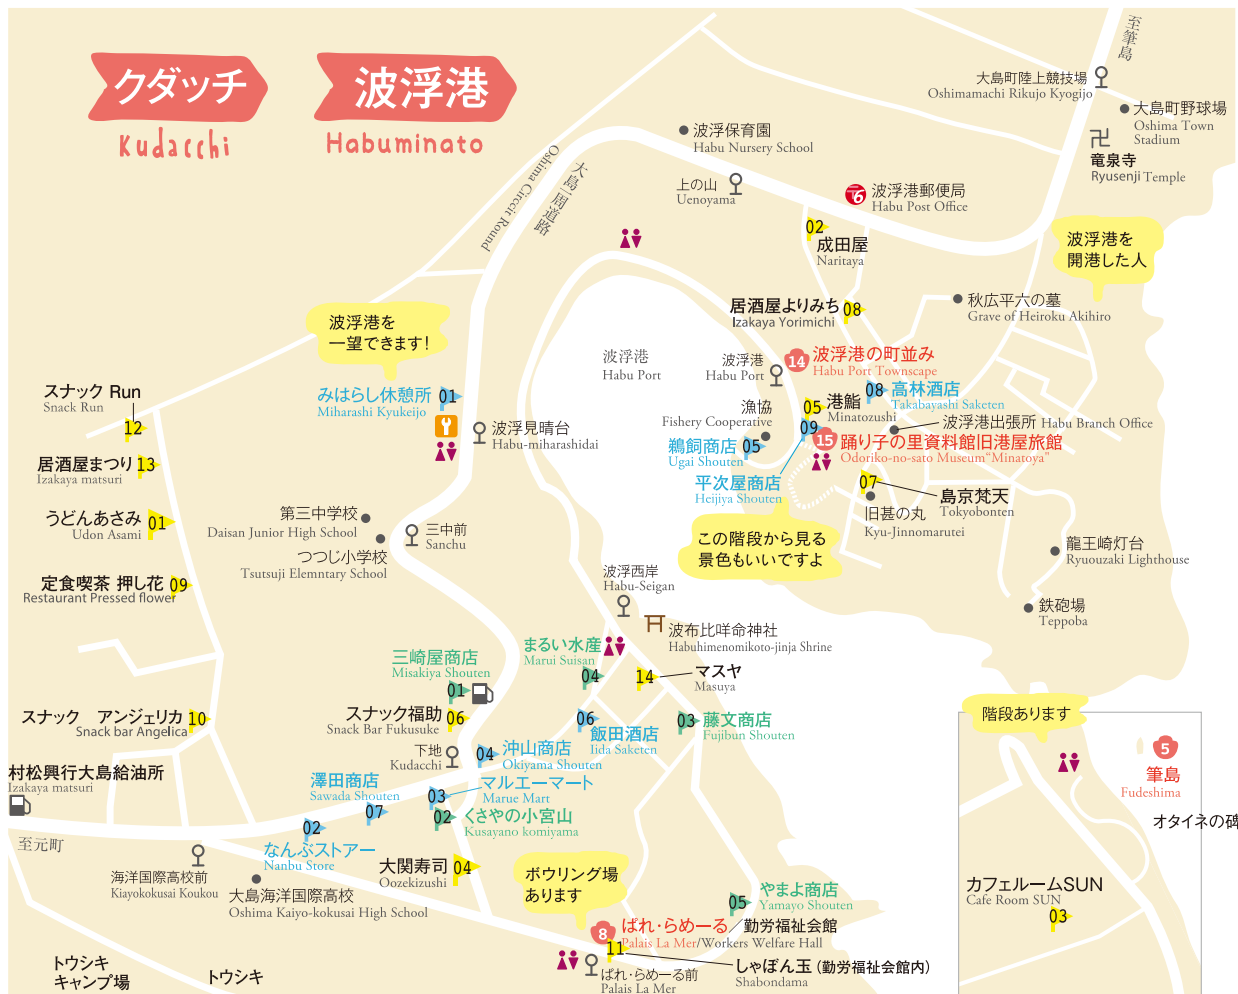 クダッチ
Kudacchi
波浮港
Habuminato
至筆島
大島町陸上競技場
Oshimamachi Rikujo Kyogijo
大島町野球場
Oshima Town
Stadium
竜泉寺
Ryusenji Temple
波浮保育園
Habu Nursery School
上の山
Uenoyama
波浮港郵便局
Habu Post Office
大島一周道路
Oshima Circcit Round
02
成田屋
Naritaya
波浮港を
開港した人
秋広平六の墓
Grave of Heiroku Akihiro
居酒屋よりみち
08
Izakaya Yorimichi
波浮港を
一望できます!
波浮港
Habu Port
波浮港
Habu Port
14
波浮港の町並み
Habu Port Townscape
みはらし休憩所
01
Miharashi Kyukeijo
08
高林酒店
Takabayashi Saketen
05
港鮨
Minatozushi
漁協
Fishery Cooperative
波浮港出張所 Habu Branch Office
09
15
踊り子の里資料館旧港屋旅館
Odoriko-no-sato Museum“Minatoya”
鵜飼商店
05
Ugai Shouten
平次屋商店
Heijiya Shouten
07
島京梵天
Tokyobonten
旧甚の丸
Kyu-Jinnomarutei
この階段から見る
景色もいいですよ
龍王崎灯台
Ryuouzaki Lighthouse
鉄砲場
Teppoba
スナック Run
Snack Run
12
居酒屋まつり
13
Izakaya matsuri
うどんあさみ
01
Udon Asami
定食喫茶 押し花
09
Restaurant Pressed flower
波浮見晴台
Habu-miharashidai
第三中学校
Daisan Junior High School
つつじ小学校
Tsutsuji Elemntary School
三中前
Sanchu
波浮西岸
Habu-Seigan
波布比咩命神社
Habuhimenomikoto-jinja Shrine
まるい水産
Marui Suisan
04
14
マスヤ
Masuya
三崎屋商店
Misakiya Shouten
01
スナック福助
06
Snack Bar Fukusuke
06
飯田酒店
Iida Saketen
03
藤文商店
Fujibun Shouten
スナック　アンジェリカ
10
Snack bar Angelica
下地
Kudacchi
04
沖山商店
Okiyama Shouten
村松興行大島給油所
Izakaya matsuri
澤田商店
Sawada Shouten
07
03
マルエーマート
Marue Mart
02
くさやの小宮山
Kusayano komiyama
02
なんぶストアー
Nanbu Store
至元町
海洋国際高校前
Kiayokokusai Koukou
大島海洋国際高校
Oshima Kaiyo-kokusai High School
大関寿司
04
Oozekizushi
ボウリング場
あります
05
やまよ商店
Yamayo Shouten
8
ぱれ・らめーる/勤労福祉会館
Palais La Mer/Workers Welfare Hall
11
しゃぼん玉 (勤労福祉会館内)
Shabondama
ぱれ・らめーる前
Palais La Mer
トウシキ
キャンプ場
トウシキ
階段あります
5
筆島
Fudeshima
オタイネの碑
カフェルームSUN
Cafe Room SUN
03